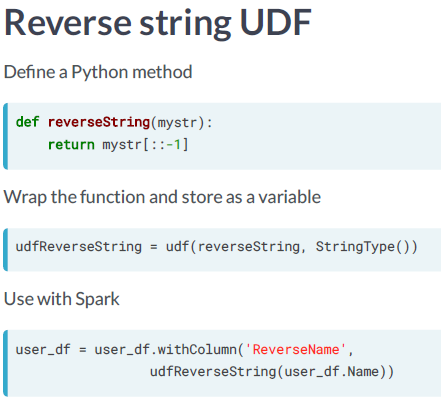 Reverse string UDF
Define a Python method
def reverseString(mystr):
    return mystr[::-1]
Wrap the function and store as a variable
udfReverseString = udf(reverseString, StringType())
Use with Spark
user_df = user_df.withColumn('ReverseName',
                 udfReverseString(user_df.Name))